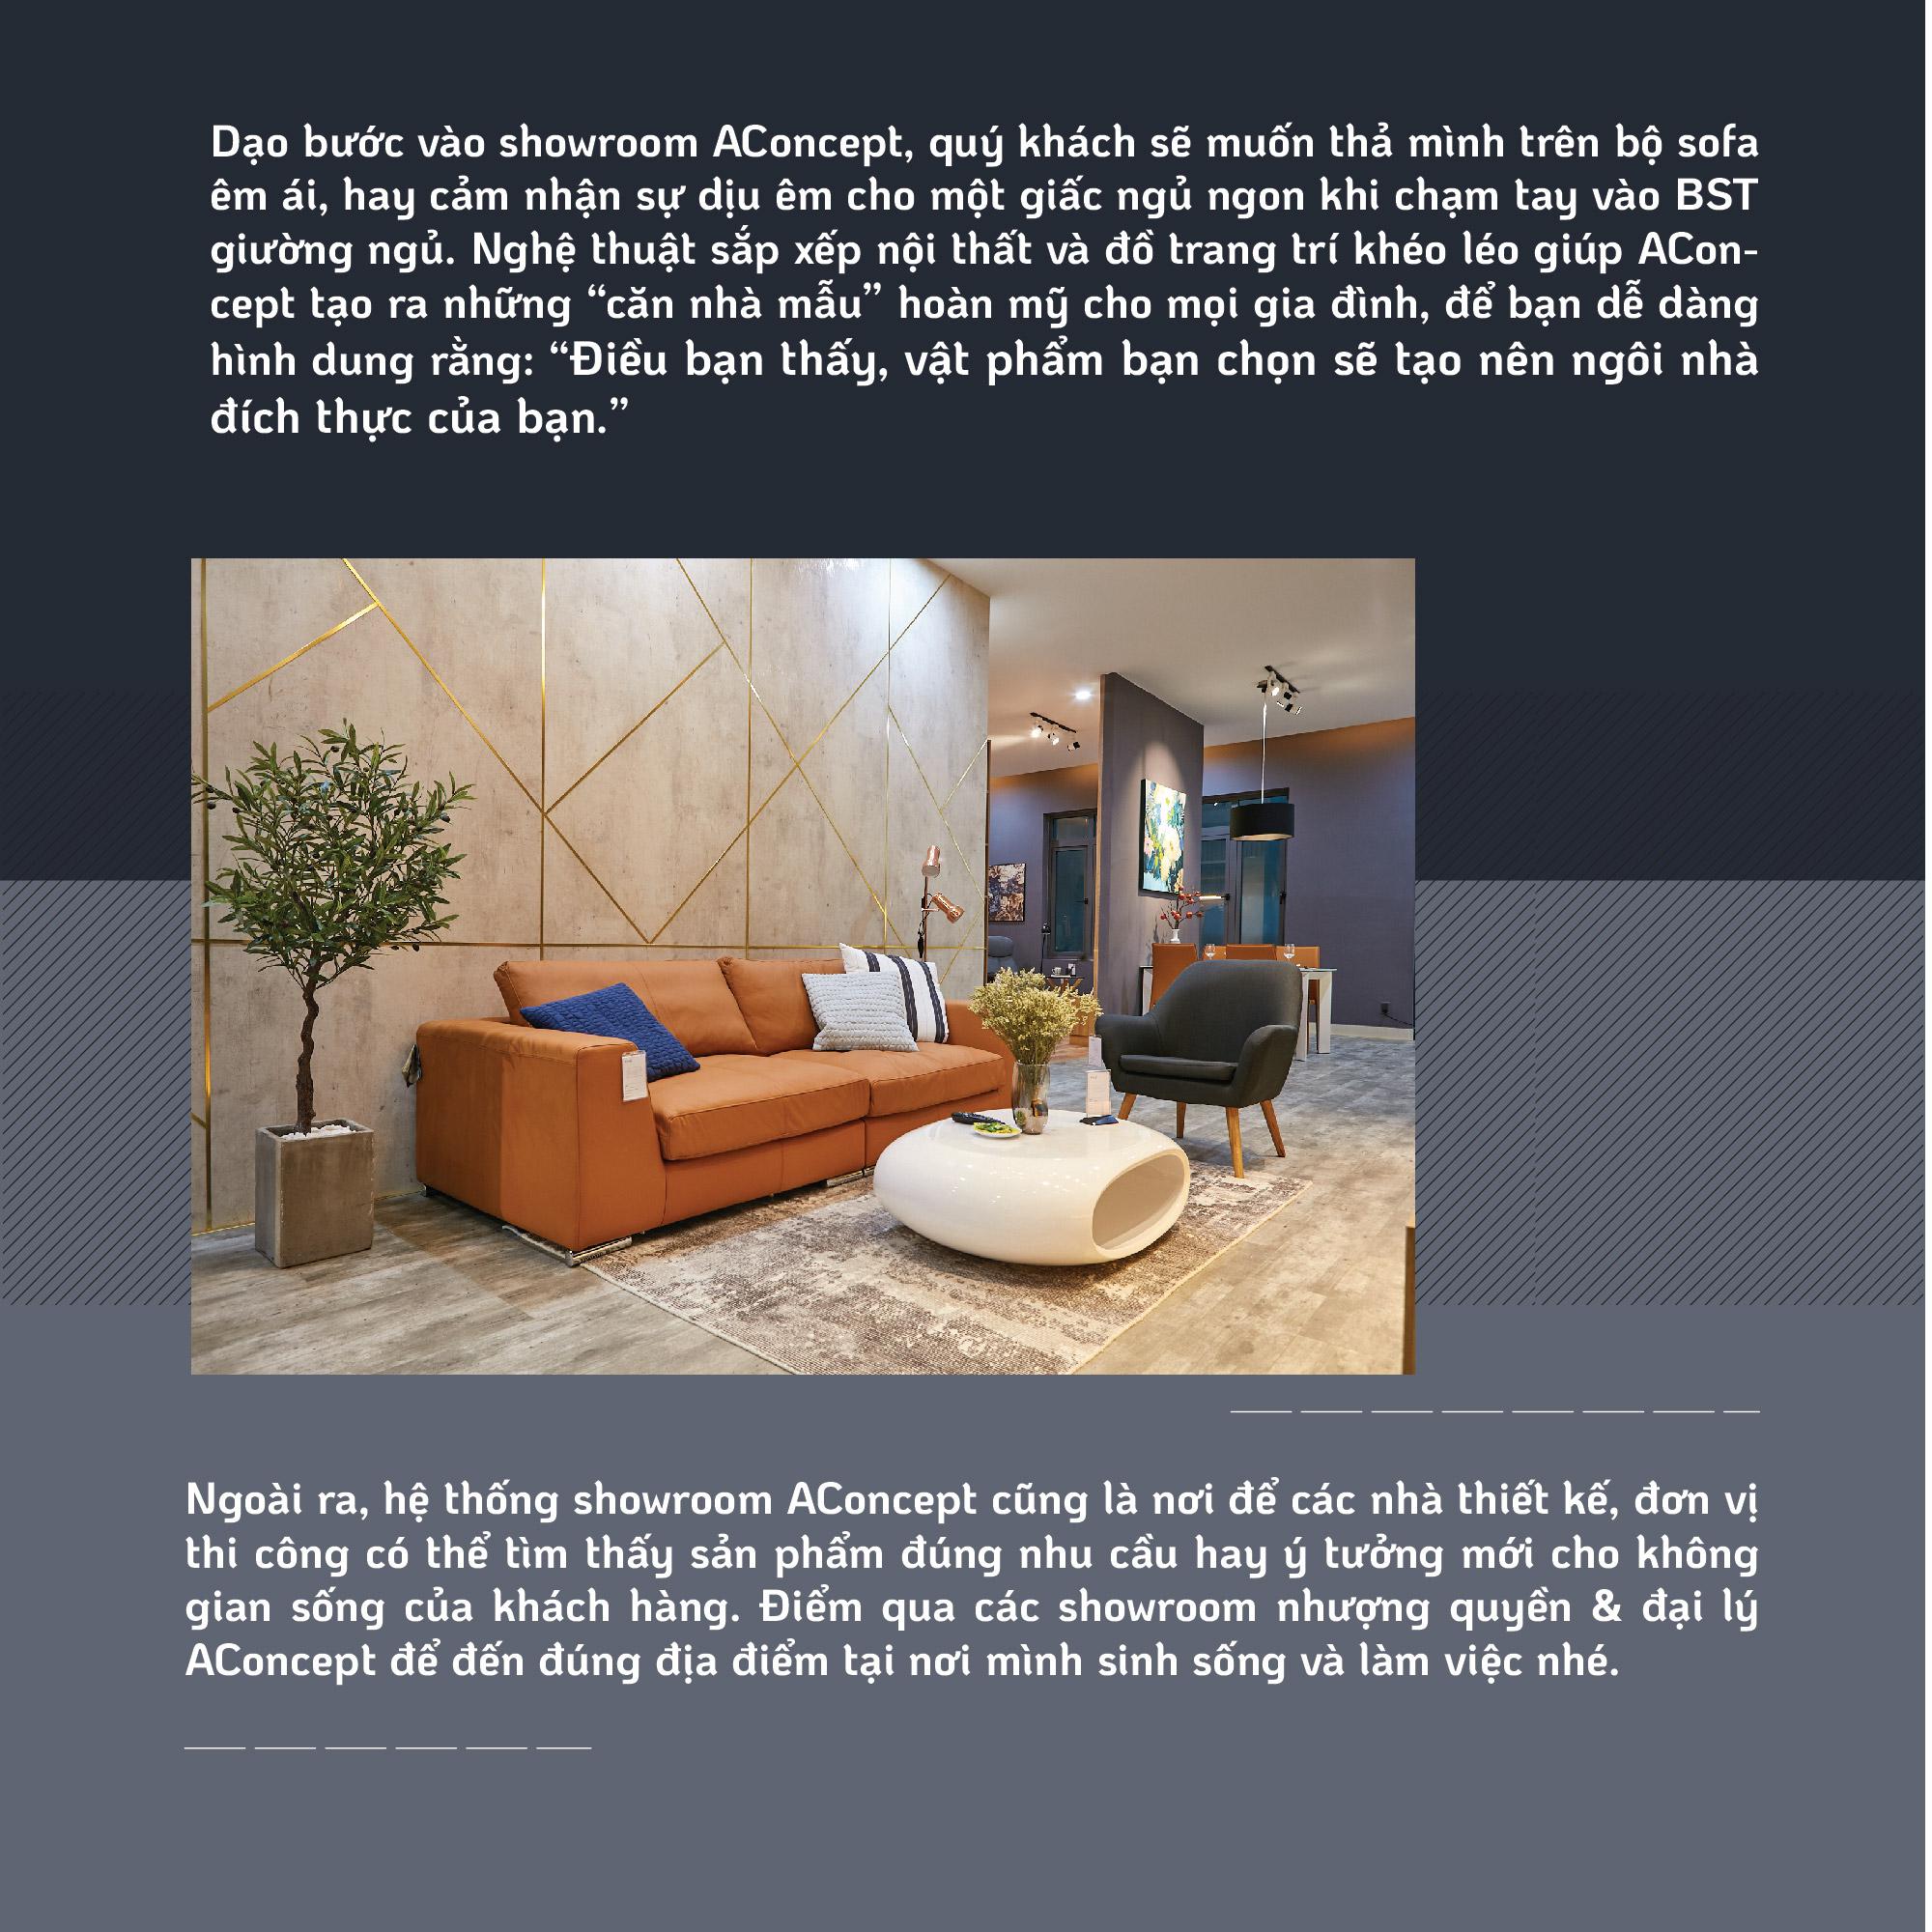 Dạo bước vào showroom AConcept, quý khách sẽ muốn thả mình trên bộ sofa
êm ái, hay cảm nhận sự dịu êm cho một giấc ngủ ngon khi chạm tay vào BST
giường ngủ. Nghệ thuật sắp xếp nội thất và đồ trang trí khéo léo giúp ACon-
cept tạo ra những “căn nhà mẫu” hoàn mỹ cho mọi gia đình, để bạn dễ dàng
hình dung rằng: “Điều bạn thấy, vật phẩm bạn chọn sẽ tạo nên ngôi nhà
đích thực của bạn.”
Ngoài ra, hệ thống showroom AConcept cũng là nơi để các nhà thiết kế, đơn vị
thi công có thể tìm thấy sản phẩm đúng nhu cầu hay ý tưởng mới cho không
gian sống của khách hàng. Điểm qua các showroom nhượng quyền & đại lý
AConcept để đến đúng địa điểm tại nơi mình sinh sống và làm việc nhé.